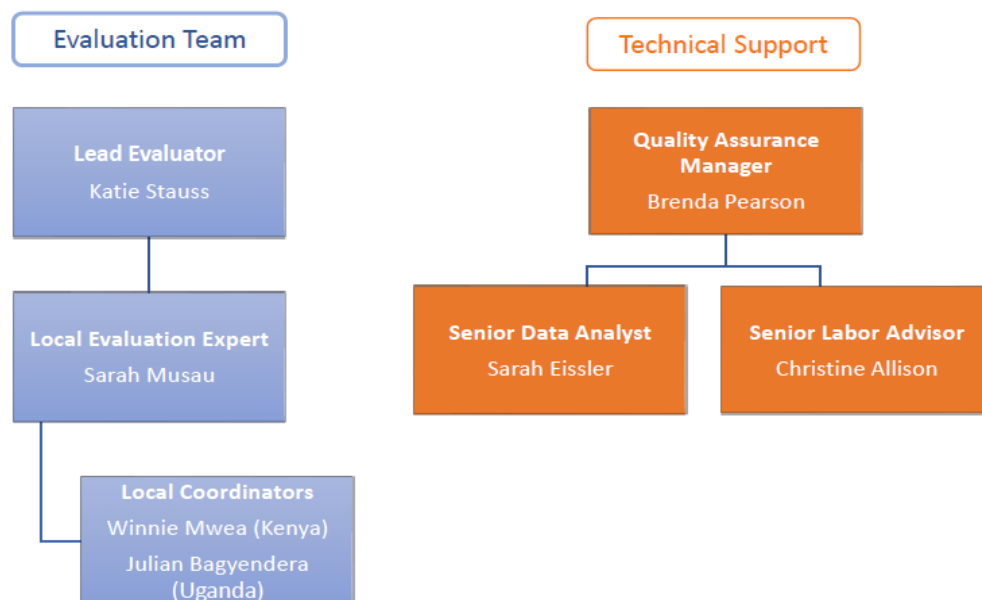 Evaluation Team
Lead Evaluator
Katie Stauss
Local Evaluation Expert
Sarah Musau
Local Coordinators
Winnie Mwea (Kenya)
Julian Bagyendera
(Uganda)
Technical Support
Quality Assurance
Manager
Brenda Pearson
Senior Data Analyst
Sarah Eissler
Senior Labor Advisor
Christine Allison